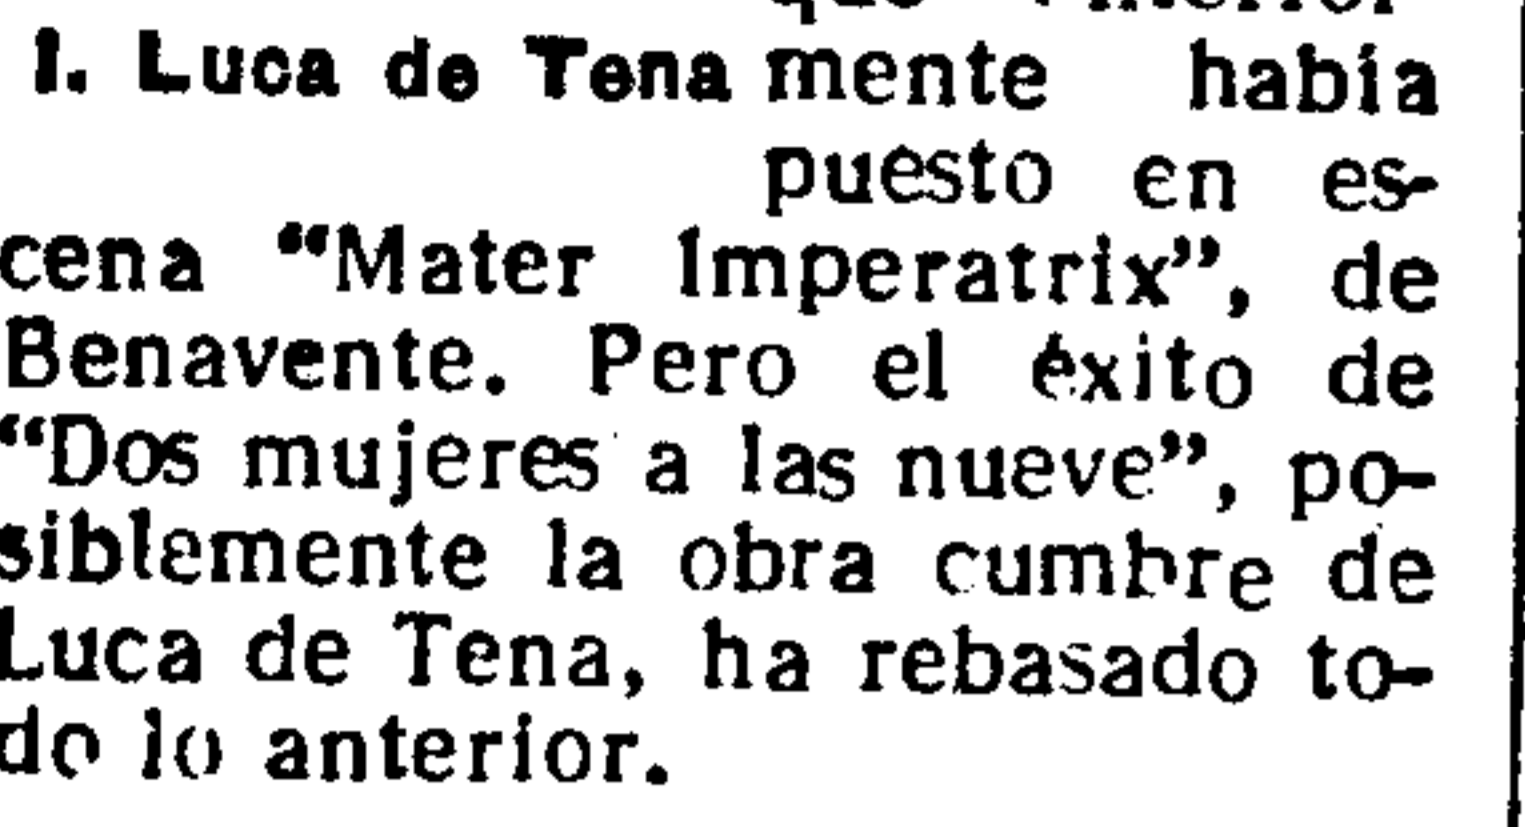 I. Luca de Tena
mente había
puesto en es-
cena “Mater Imperatrix”, de
Benavente. Pero el éxito de
“Dos mujeres a las nueve”, po-
siblemente la obra cumbre de
Luca de Tena, ha rebasado to-
do lo anterior.